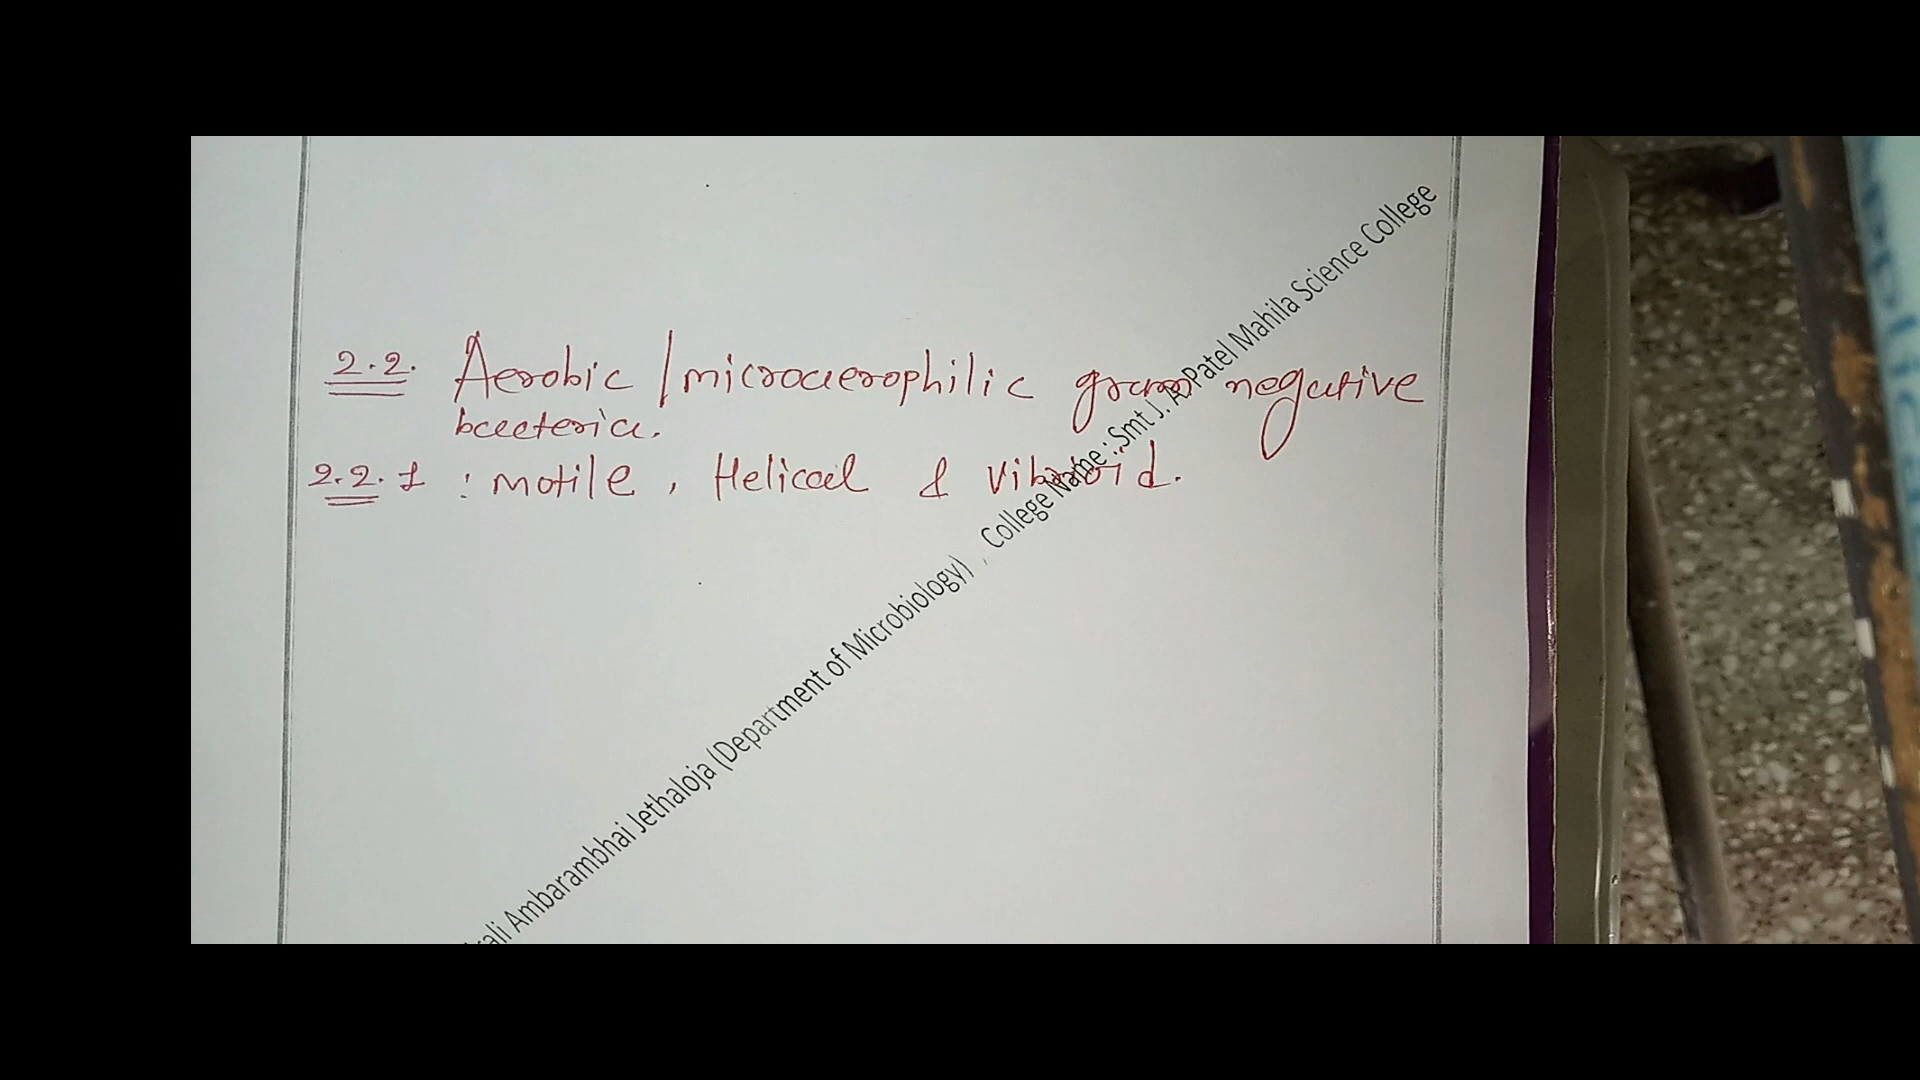 2.2. Aerobic / microaerophilic gram negative
bacteria.
2.2.1 : motile, Helical & vibrioid.
Ambarambhai Jethaloja (Department of Microbiology), College Name: Smt J. A. Patel Mahila Science College